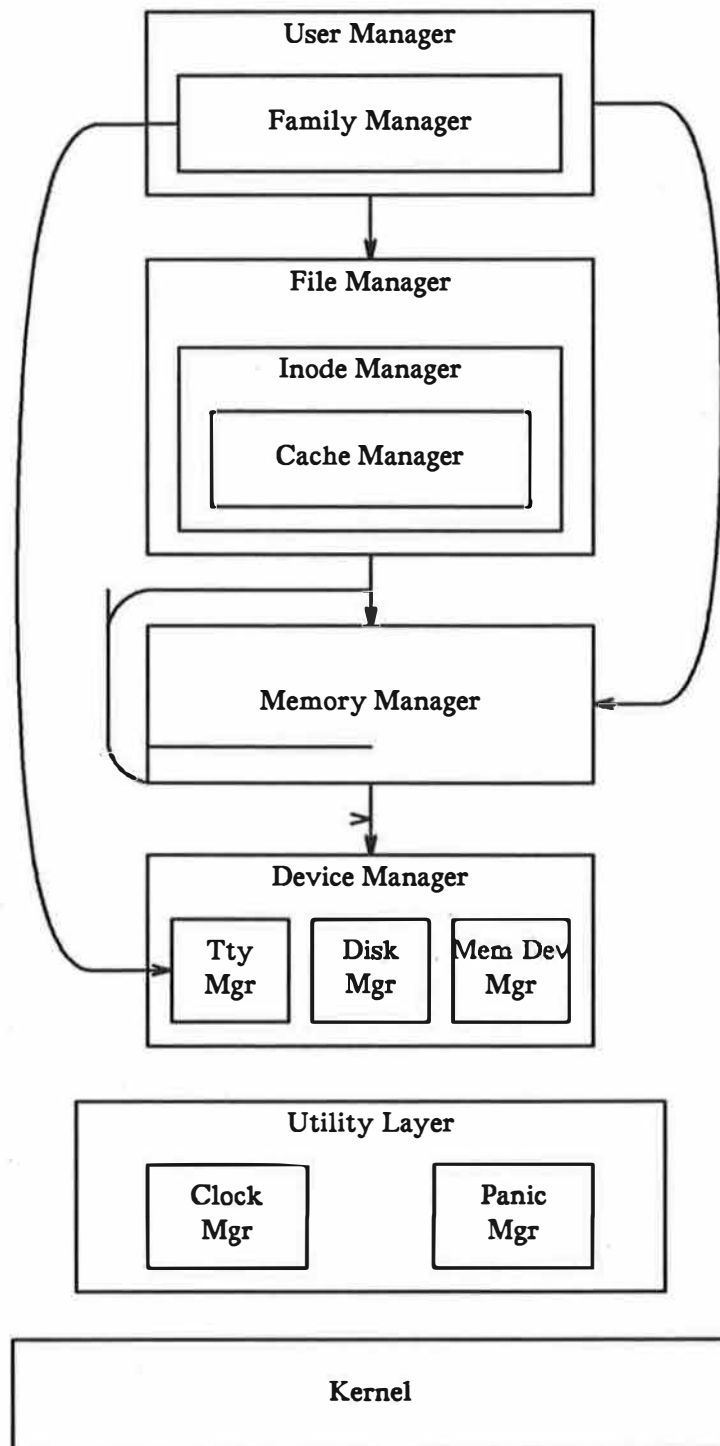 User Manager
Family Manager
File Manager
Inode Manager
Cache Manager
Memory Manager
Device Manager
Tty
Mgr
Disk
Mgr
Mem Dev
Mgr
Utility Layer
Clock
Mgr
Panic
Mgr
Kernel